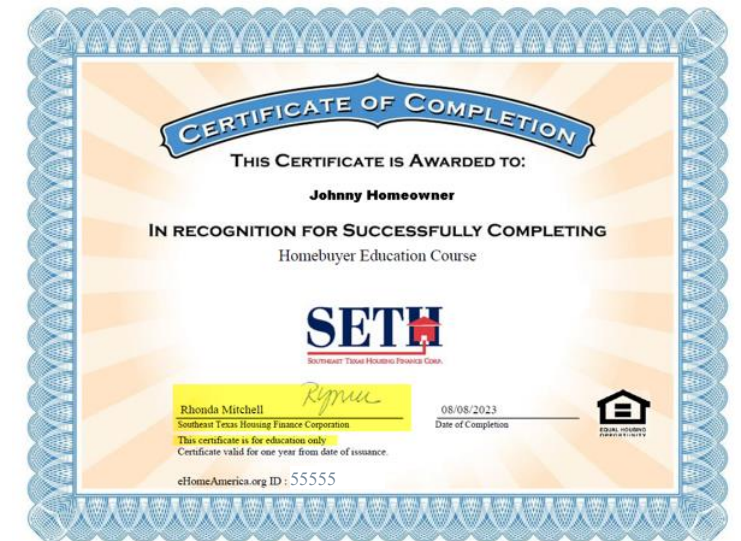 CERTIFICATE OF COMPLETION
THIS CERTIFICATE IS AWARDED TO:
Johnny Homeowner
IN RECOGNITION FOR SUCCESSFULLY COMPLETING
Homebuyer Education Course
SETH
SOUTHEAST TEXAS HOUSING FINANCE CORP.
Rhonda Mitchell
08/08/2023
Southeast Texas Housing Finance Corporation
Date of Completion
This certificate is for education only
Certificate valid for one year from date of issuance.
eHomeAmerica.org ID : 55555
EQUAL HOUSING
OPPORTUNITY